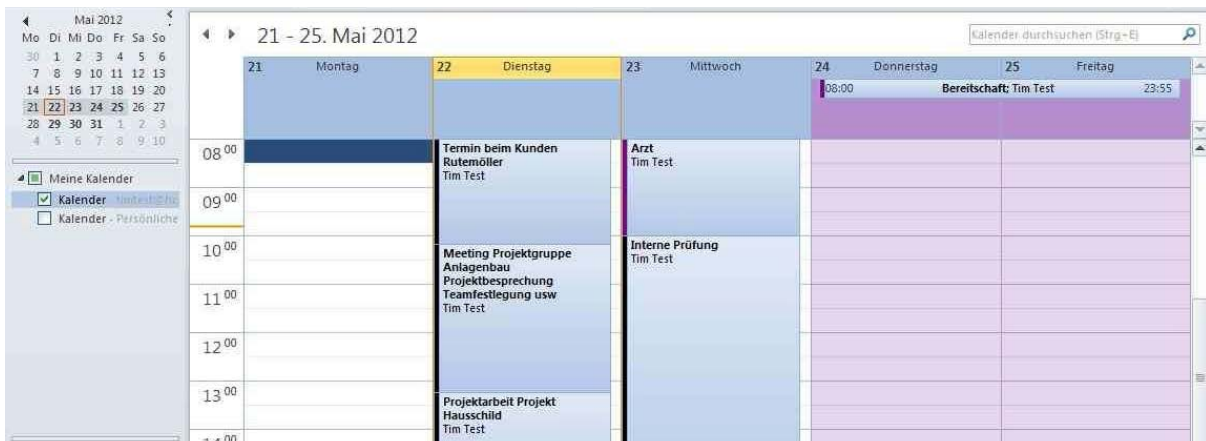 Mai 2012
Mo Di Mi Do Fr Sa So
30 1 2 3 4 5 6
7 8 9 10 11 12 13
14 15 16 17 18 19 20
21 22 23 24 25 26 27
28 29 30 31 1 2 3
4 5 6 7 8 9 10
Meine Kalender
Kalender
Kalender - Persönliche
21 - 25. Mai 2012
Kalender durchsuchen (Strg+E)
21 Montag
22 Dienstag
23 Mittwoch
24 Donnerstag
25 Freitag
08:00 Bereitschaft; Tim Test 23:55
08 00
09 00
10 00
11 00
12 00
13 00
14 00
Termin beim Kunden
Rutemöller
Tim Test
Meeting Projektgruppe
Anlagenbau
Projektbesprechung
Teamfestlegung usw
Tim Test
Projektarbeit Projekt
Hausschild
Tim Test
Arzt
Tim Test
Interne Prüfung
Tim Test